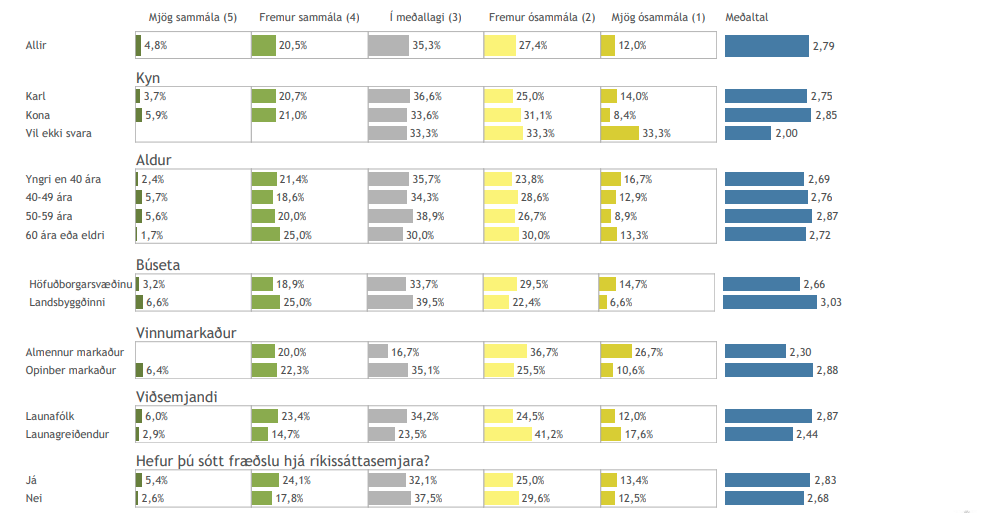 Mjög sammála (5) Fremur sammála (4) Í meðallagi (3) Fremur ósammála (2) Mjög ósammála (1) Meðaltal
Allir 4,8% 20,5% 35,3% 27,4% 12,0% 2,79
Kyn
Karl 3,7% 20,7% 36,6% 25,0% 14,0% 2,75
Kona 5,9% 21,0% 33,6% 31,1% 8,4% 2,85
Vil ekki svara 33,3% 33,3% 33,3% 2,00
Aldur
Yngri en 40 ára 2,4% 21,4% 35,7% 23,8% 16,7% 2,69
40-49 ára 5,7% 18,6% 34,3% 28,6% 12,9% 2,76
50-59 ára 5,6% 20,0% 38,9% 26,7% 8,9% 2,87
60 ára eða eldri 1,7% 25,0% 30,0% 30,0% 13,3% 2,72
Búseta
Höfuðborgarsvæðinu 3,2% 18,9% 33,7% 29,5% 14,7% 2,66
Landsbyggðinni 6,6% 25,0% 39,5% 22,4% 6,6% 3,03
Vinnumarkaður
Almennur markaður 20,0% 16,7% 36,7% 26,7% 2,30
Opinber markaður 6,4% 22,3% 35,1% 25,5% 10,6% 2,88
Viðsemjandi
Launafólk 6,0% 23,4% 34,2% 24,5% 12,0% 2,87
Launagreiðendur 2,9% 14,7% 23,5% 41,2% 17,6% 2,44
Hefur þú sótt fræðslu hjá ríkissáttasemjara?
Já 5,4% 24,1% 32,1% 25,0% 13,4% 2,83
Nei 2,6% 17,8% 37,5% 29,6% 12,5% 2,68